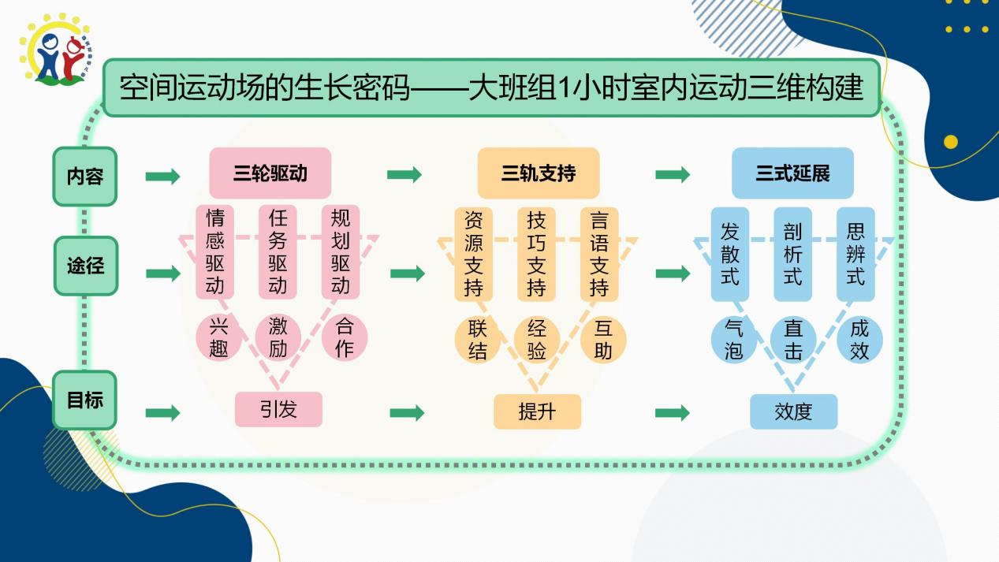 空间运动场的生长密码——大班组1小时室内运动三维构建
内容
三轮驱动
三轨支持
三式延展
途径
情感驱动
任务驱动
规划驱动
资源支持
技巧支持
言语支持
发散式
剖析式
思辨式
兴趣
激励
合作
联结
经验
互助
气泡
直击
成效
目标
引发
提升
效度